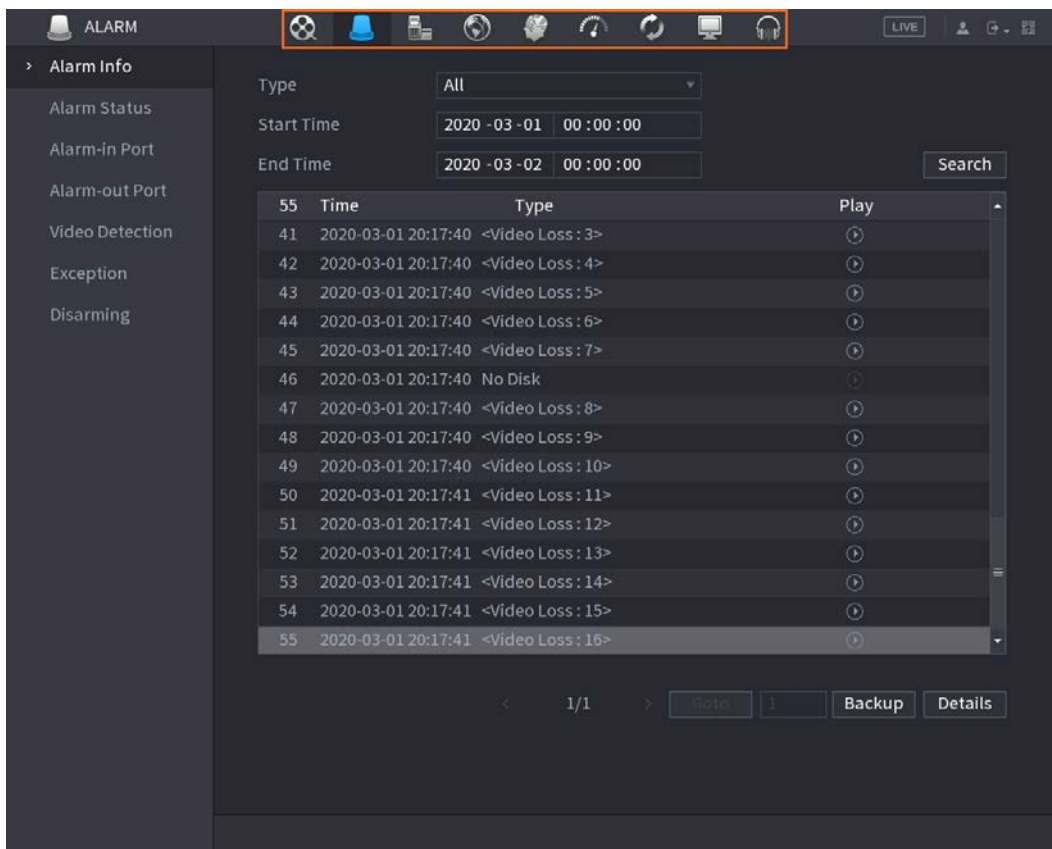 ALARM
LIVE
Alarm Info
Alarm Status
Alarm-in Port
Alarm-out Port
Video Detection
Exception
Disarming
Type All
Start Time 2020 -03 -01 00 : 00 : 00
End Time 2020 -03 -02 00 : 00 : 00
Search
55 Time Type Play
41 2020-03-01 20:17:40 <Video Loss : 3>
42 2020-03-01 20:17:40 <Video Loss : 4>
43 2020-03-01 20:17:40 <Video Loss : 5>
44 2020-03-01 20:17:40 <Video Loss : 6>
45 2020-03-01 20:17:40 <Video Loss : 7>
46 2020-03-01 20:17:40 No Disk
47 2020-03-01 20:17:40 <Video Loss : 8>
48 2020-03-01 20:17:40 <Video Loss : 9>
49 2020-03-01 20:17:40 <Video Loss : 10>
50 2020-03-01 20:17:41 <Video Loss : 11>
51 2020-03-01 20:17:41 <Video Loss : 12>
52 2020-03-01 20:17:41 <Video Loss : 13>
53 2020-03-01 20:17:41 <Video Loss : 14>
54 2020-03-01 20:17:41 <Video Loss : 15>
55 2020-03-01 20:17:41 <Video Loss : 16>
< 1/1 > Goto 1 Backup Details